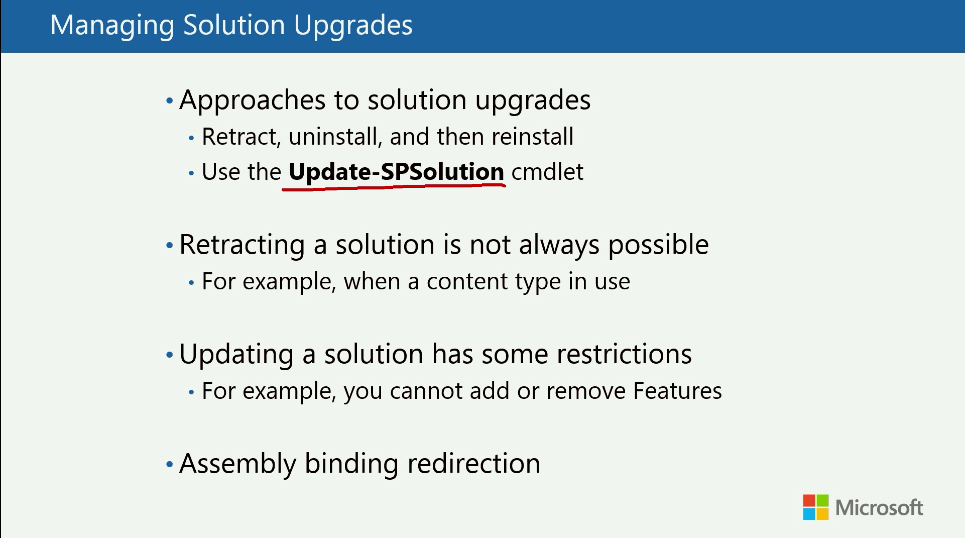 Managing Solution Upgrades
• Approaches to solution upgrades
• Retract, uninstall, and then reinstall
• Use the Update-SPSolution cmdlet
• Retracting a solution is not always possible
• For example, when a content type in use
• Updating a solution has some restrictions
• For example, you cannot add or remove Features
• Assembly binding redirection
Microsoft